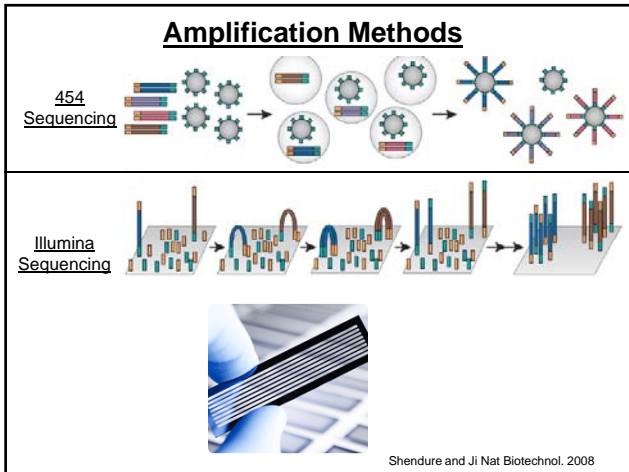 Amplification Methods
454
Sequencing
Illumina
Sequencing
Shendure and Ji Nat Biotechnol. 2008